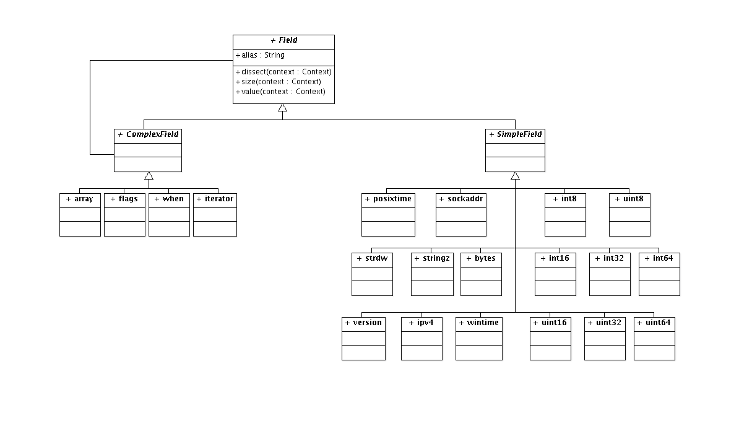 + Field
+ alias : String
+ dissect(context : Context)
+ size(context : Context)
+ value(context : Context)
+ ComplexField
+ SimpleField
+ array
+ flags
+ when
+ iterator
+ posixtime
+ sockaddr
+ int8
+ uint8
+ strdw
+ stringz
+ bytes
+ int16
+ int32
+ int64
+ version
+ ipv4
+ wintime
+ uint16
+ uint32
+ uint64